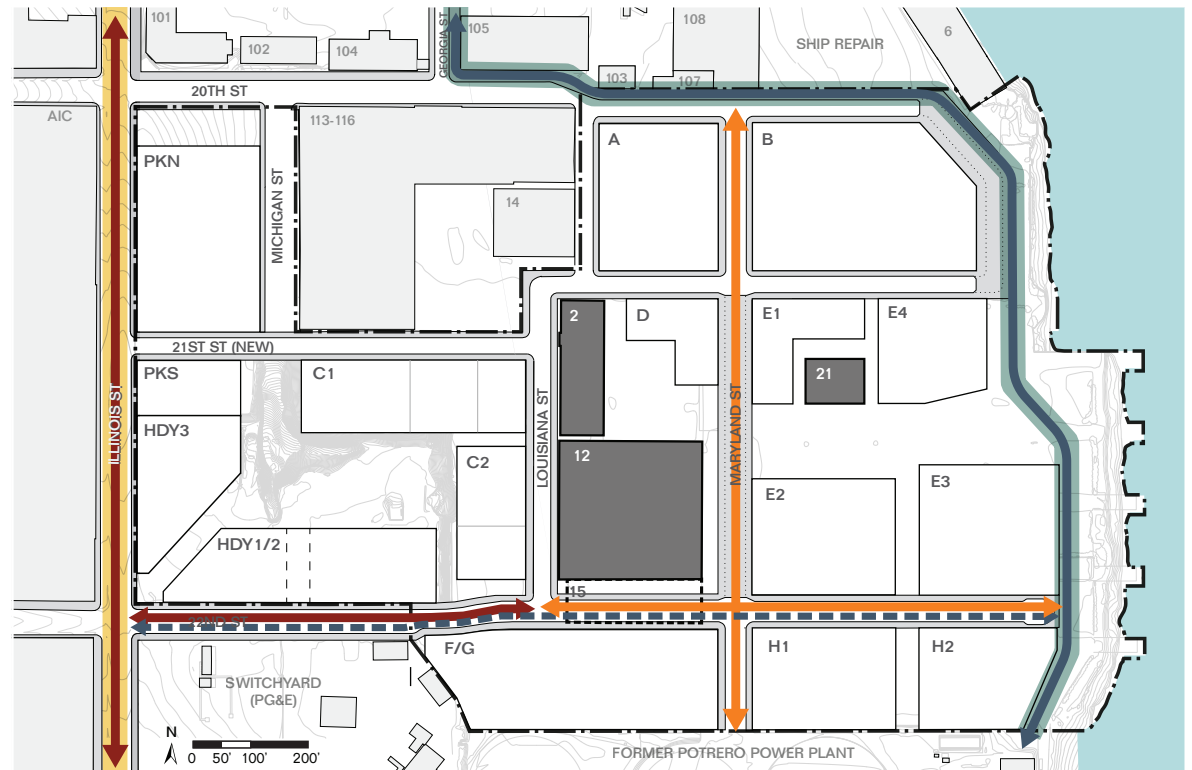 101
102
104
GEORGIA ST
105
108
SHIP REPAIR
6
103
107
20TH ST
AIC
113-116
A
B
PKN
MICHIGAN ST
14
2
D
E1
E4
21ST ST (NEW)
PKS
C1
21
ILLINOIS ST
LOUISIANA ST
MARYLAND ST
HDY3
12
C2
E2
E3
HDY1/2
15
22ND ST
F/G
H1
H2
SWITCHYARD
(PG&E)
N
0 50' 100' 200'
FORMER POTRERO POWER PLANT